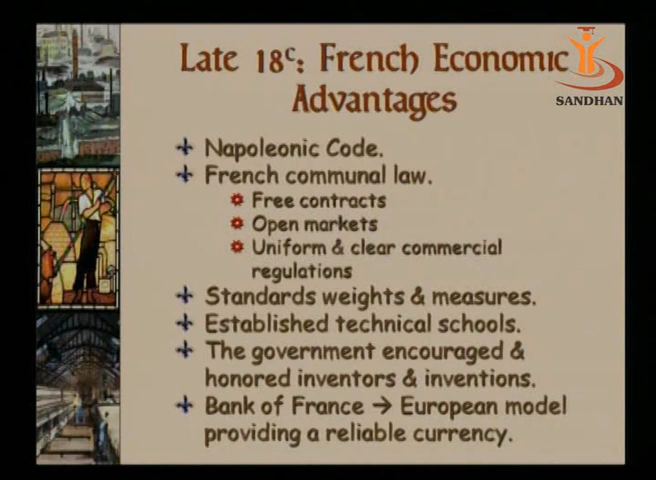 Late 18c: French Economic
Advantages
SANDHAN
Napoleonic Code.
French communal law.
Free contracts
Open markets
Uniform & clear commercial
regulations
Standards weights & measures.
Established technical schools.
The government encouraged &
honored inventors & inventions.
Bank of France → European model
providing a reliable currency.